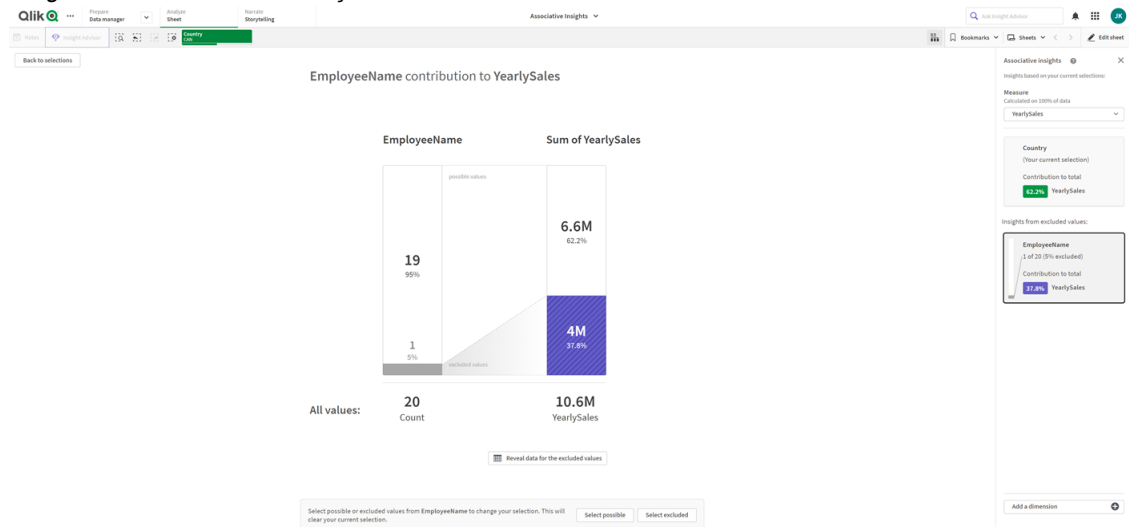 Qlik
Prepare
Data manager
Analyze
Sheet
Narrate
Storytelling
Associative Insights
Ask Insight Advisor
JK
Notes
Insight Advisor
Country
CAN
Bookmarks
Sheets
Edit sheet
Back to selections
EmployeeName contribution to YearlySales
EmployeeName
Sum of YearlySales
possible values
19
95%
6.6M
62.2%
1
5%
4M
37.8%
excluded values
All values:
20
Count
10.6M
YearlySales
Reveal data for the excluded values
Select possible or excluded values from EmployeeName to change your selection. This will
clear your current selection.
Select possible
Select excluded
Associative insights
Insights based on your current selections:
Measure
Calculated on 100% of data
YearlySales
Country
(Your current selection)
Contribution to total
62.2% YearlySales
Insights from excluded values:
EmployeeName
1 of 20 (5% excluded)
Contribution to total
37.8% YearlySales
Add a dimension